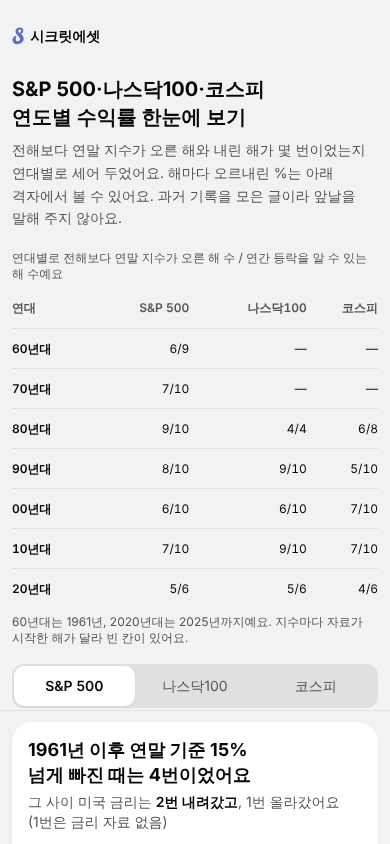 시크릿에셋
S&P 500·나스닥100·코스피
연도별 수익률 한눈에 보기
전해보다 연말 지수가 오른 해와 내린 해가 몇 번이었는지
연대별로 세어 두었어요. 해마다 오르내린 %는 아래
격자에서 볼 수 있어요. 과거 기록을 모은 글이라 앞날을
말해 주지 않아요.
연대별로 전해보다 연말 지수가 오른 해 수 / 연간 등락을 알 수 있는
해 수예요
연대 S&P 500 나스닥100 코스피
60년대 6/9 — —
70년대 7/10 — —
80년대 9/10 4/4 6/8
90년대 8/10 9/10 5/10
00년대 6/10 6/10 7/10
10년대 7/10 9/10 7/10
20년대 5/6 5/6 4/6
60년대는 1961년, 2020년대는 2025년까지예요. 지수마다 자료가
시작한 해가 달라 빈 칸이 있어요.
S&P 500 나스닥100 코스피
1961년 이후 연말 기준 15%
넘게 빠진 때는 4번이었어요
그 사이 미국 금리는 2번 내려갔고, 1번 올라갔어요
(1번은 금리 자료 없음)